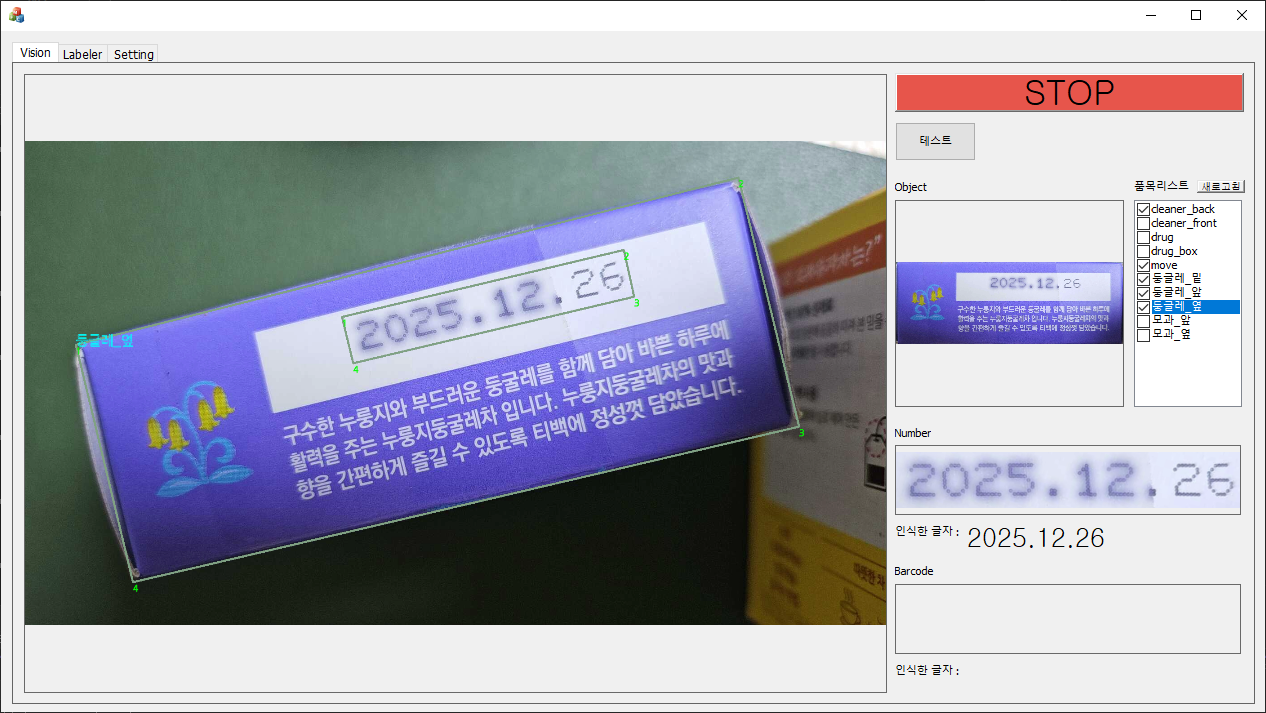 Vision
Labeler
Setting
STOP
테스트
Object
품목리스트
새로고침
cleaner_back
cleaner_front
drug
drug_box
move
둥글레_밑
둥글레_앞
둥글레_옆
모과_앞
모과_옆
둥글레_옆
1
2
3
4
2025.12.26
2
3
4
구수한 누룽지와 부드러운 둥굴레를 함께 담아 바쁜 하루에
활력을 주는 누룽지둥굴레차 입니다. 누룽지둥굴레차의 맛과
향을 간편하게 즐길 수 있도록 티백에 정성껏 담았습니다.
2025.12.26
구수한 누룽지와 부드러운 둥굴레를 함께 담아 바쁜 하루에
활력을 주는 누룽지둥굴레차 입니다. 누룽지둥굴레차의 맛과
향을 간편하게 즐길 수 있도록 티백에 정성껏 담았습니다.
Number
2025.12.26
인식한 글자 :
2025.12.26
Barcode
인식한 글자 :